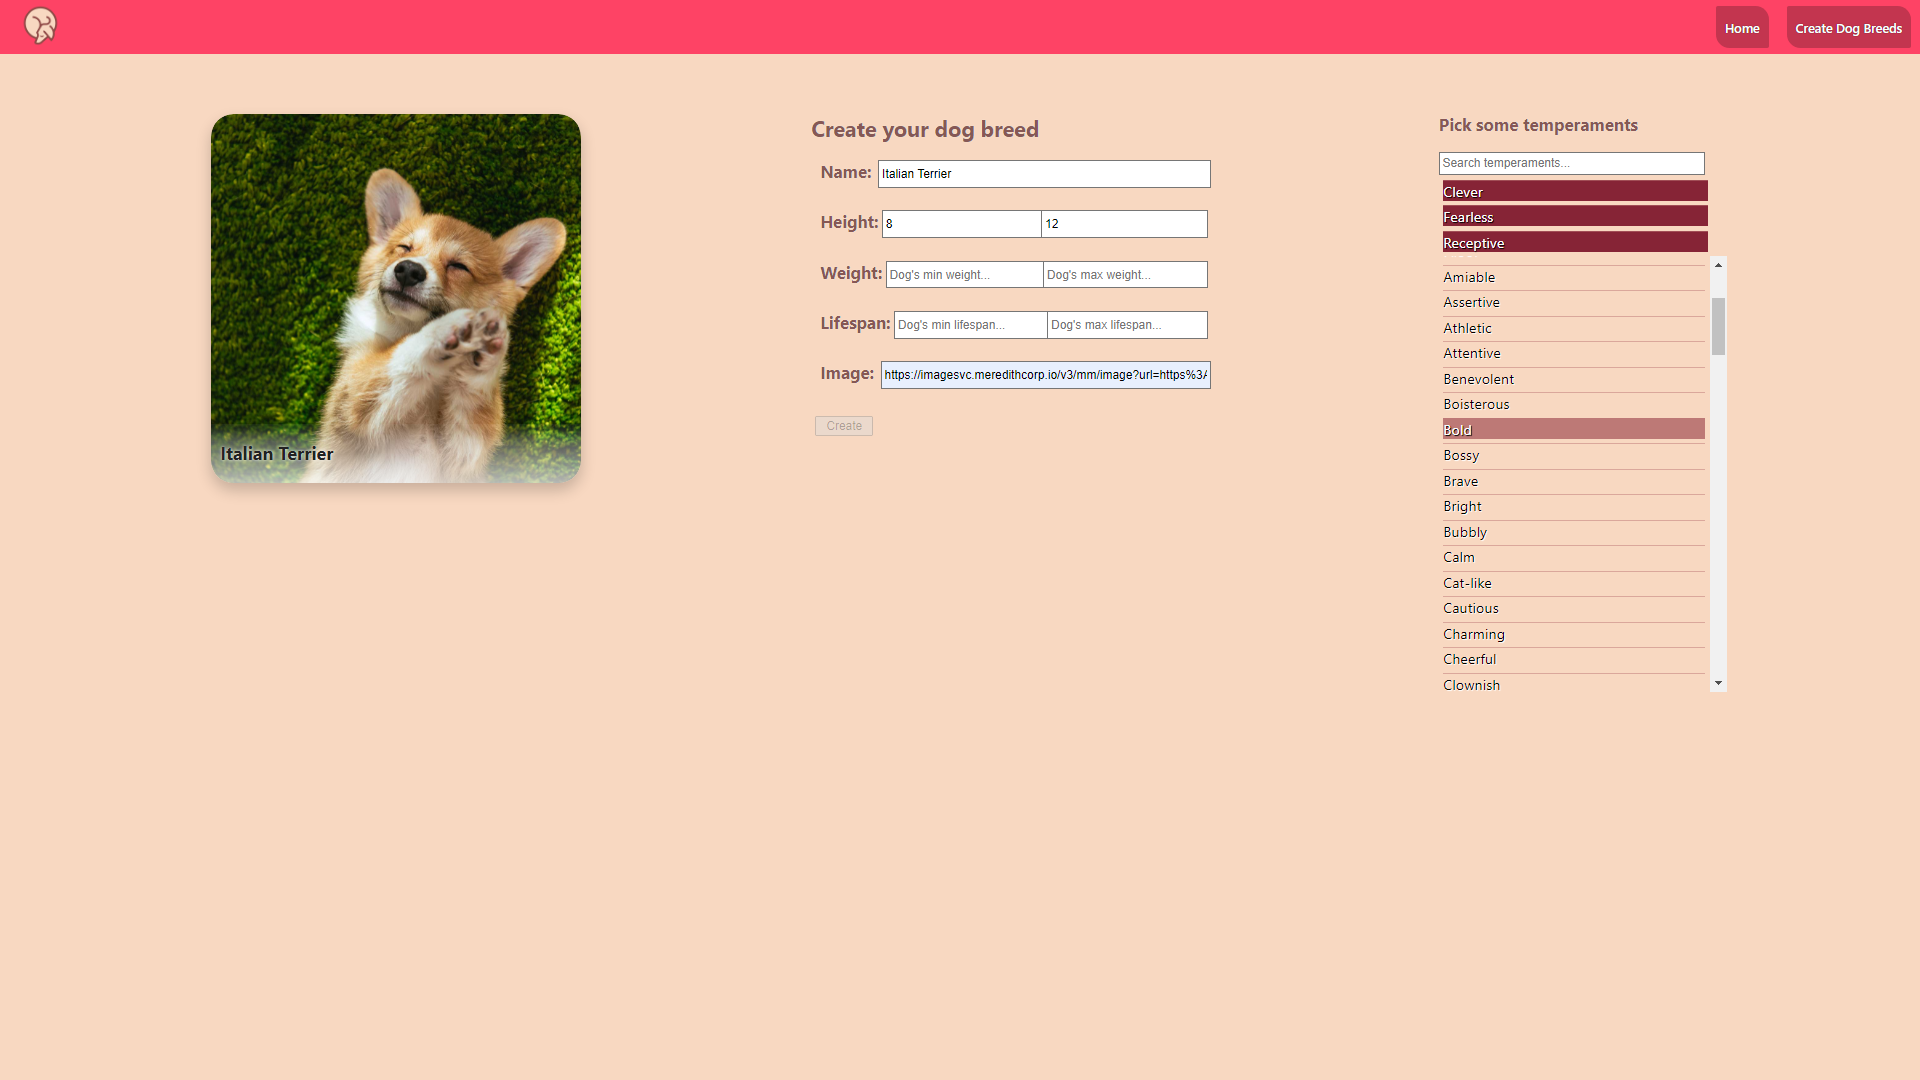 Home
Create Dog Breeds
Italian Terrier
Create your dog breed
Name: Italian Terrier
Height: 8 12
Weight: Dog's min weight... Dog's max weight...
Lifespan: Dog's min lifespan... Dog's max lifespan...
Image: https://imagesvc.meredithcorp.io/v3/mm/image?url=https%3A
Create
Pick some temperaments
Search temperaments...
Clever
Fearless
Receptive
Amiable
Assertive
Athletic
Attentive
Benevolent
Boisterous
Bold
Bossy
Brave
Bright
Bubbly
Calm
Cat-like
Cautious
Charming
Cheerful
Clownish